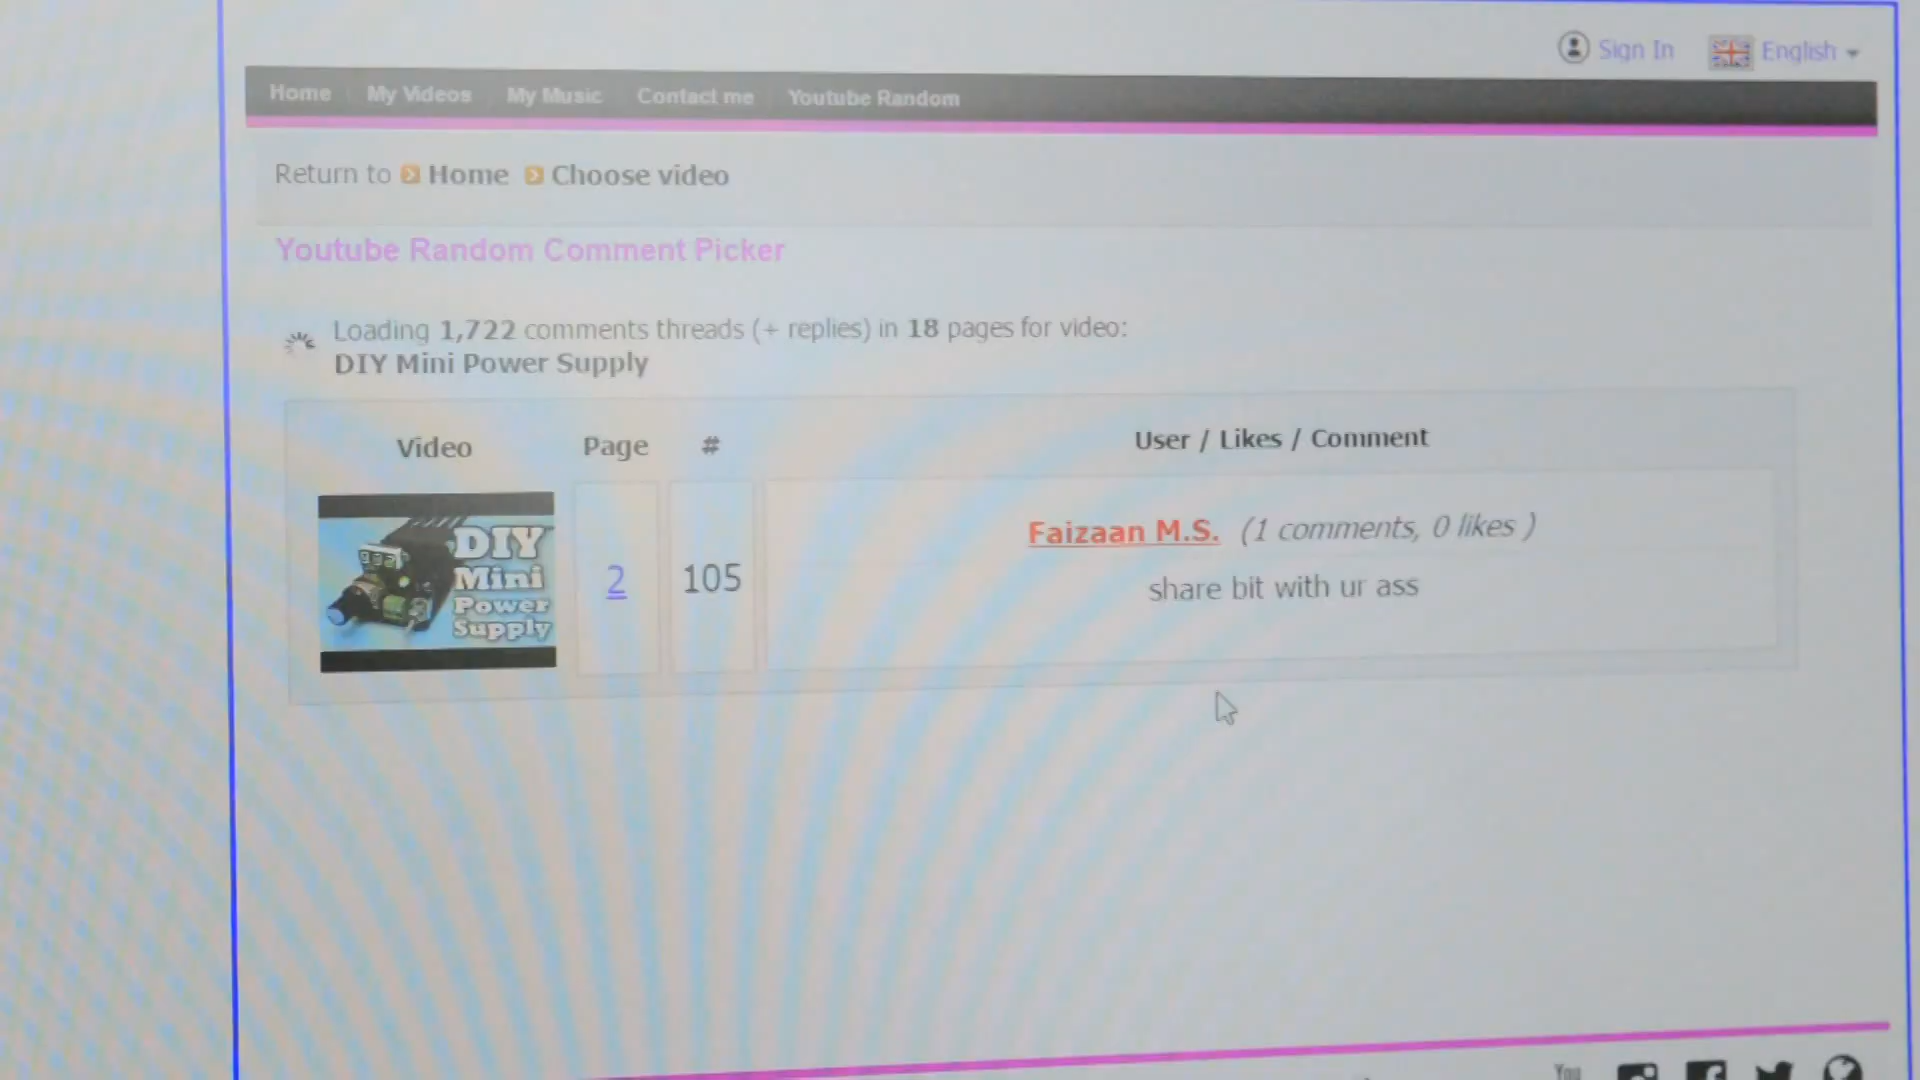 Sign In English
Home My Videos My Music Contact me Youtube Random
Return to Home Choose video
Youtube Random Comment Picker
Loading 1,722 comments threads (+ replies) in 18 pages for video:
DIY Mini Power Supply
Video Page # User / Likes / Comment
DIY
Mini
Power
Supply
2 105
Faizaan M.S. (1 comments, 0 likes )
share bit with ur ass
You